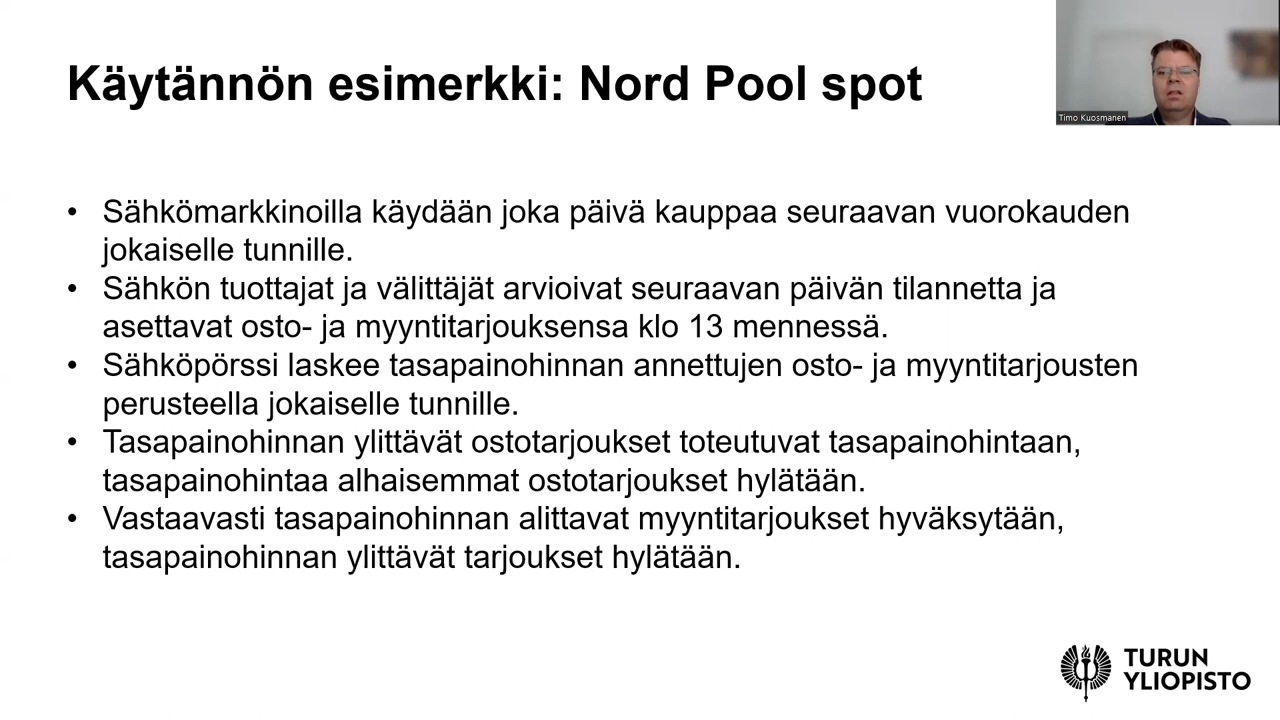 Käytännön esimerkki: Nord Pool spot
Timo Kuosmanen
• Sähkömarkkinoilla käydään joka päivä kauppaa seuraavan vuorokauden
jokaiselle tunnille.
• Sähkön tuottajat ja välittäjät arvioivat seuraavan päivän tilannetta ja
asettavat osto- ja myyntitarjouksensa klo 13 mennessä.
• Sähköpörssi laskee tasapainohinnan annettujen osto- ja myyntitarjousten
perusteella jokaiselle tunnille.
• Tasapainohinnan ylittävät ostotarjoukset toteutuvat tasapainohintaan,
tasapainohintaa alhaisemmat ostotarjoukset hylätään.
• Vastaavasti tasapainohinnan alittavat myyntitarjoukset hyväksytään,
tasapainohinnan ylittävät tarjoukset hylätään.
TURUN
YLIOPISTO